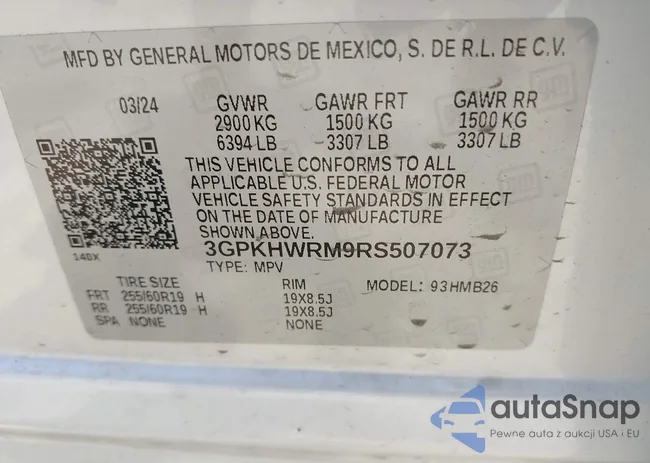 MFD BY GENERAL MOTORS DE MEXICO, S. DE R.L. DE C.V.
03/24 GVWR GAWR FRT GAWR RR
2900 KG 1500 KG 1500 KG
6394 LB 3307 LB 3307 LB
THIS VEHICLE CONFORMS TO ALL
APPLICABLE U.S. FEDERAL MOTOR
VEHICLE SAFETY STANDARDS IN EFFECT
ON THE DATE OF MANUFACTURE
SHOWN ABOVE.
3GPKHWRM9RS507073
14DX TYPE: MPV
TIRE SIZE RIM MODEL: 93HMB26
FRT 255/60R19 H 19X8.5J
RR 255/60R19 H 19X8.5J
SPA NONE NONE
autaSnap
Pewne auta z aukcji USA i EU